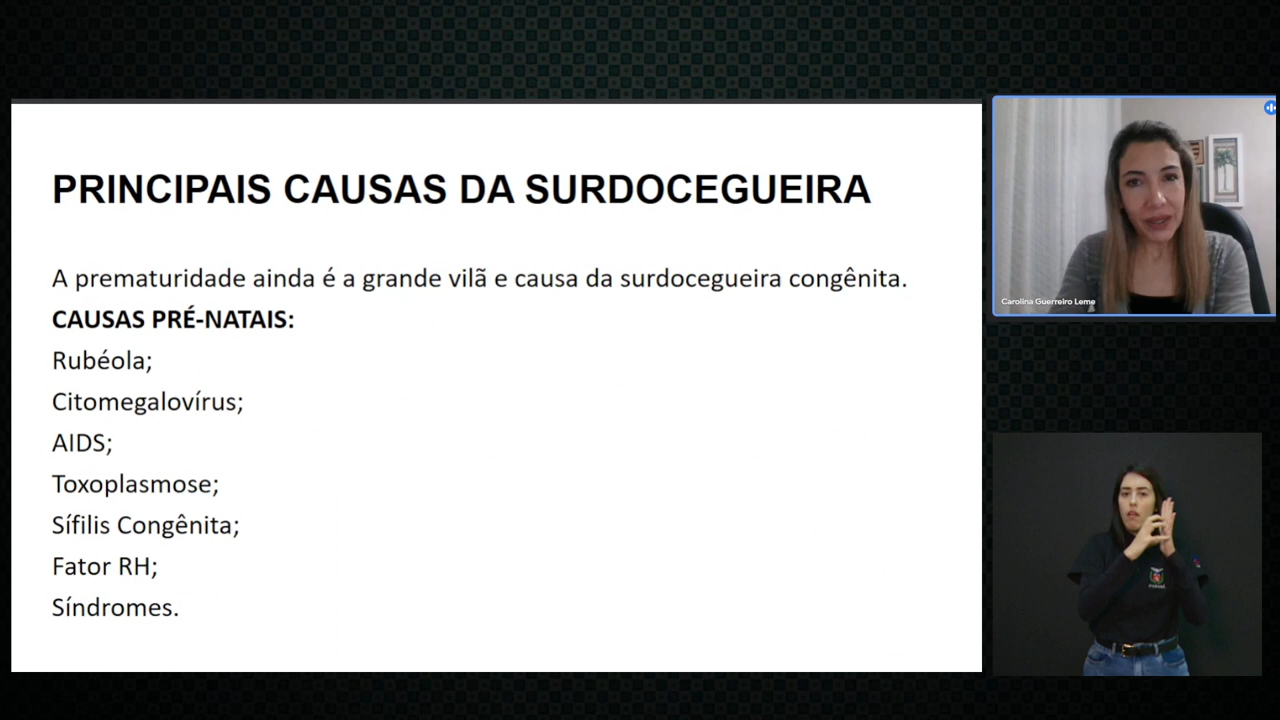 PRINCIPAIS CAUSAS DA SURDOCEGUEIRA
A prematuridade ainda é a grande vilã e causa da surdocegueira congênita.
CAUSAS PRÉ-NATAIS:
Rubéola;
Citomegalovírus;
AIDS;
Toxoplasmose;
Sífilis Congênita;
Fator RH;
Síndromes.
Carolina Guerreiro Leme